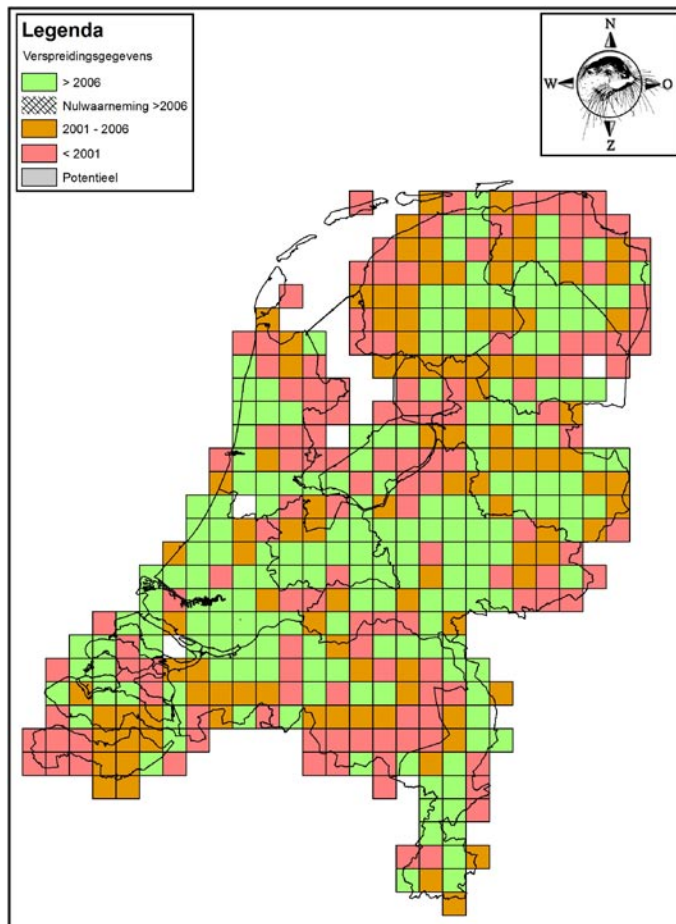 Legenda
Verspreidingsgegevens
> 2006
Nulwaarneming >2006
2001 - 2006
< 2001
Potentieel
N
W
O
Z